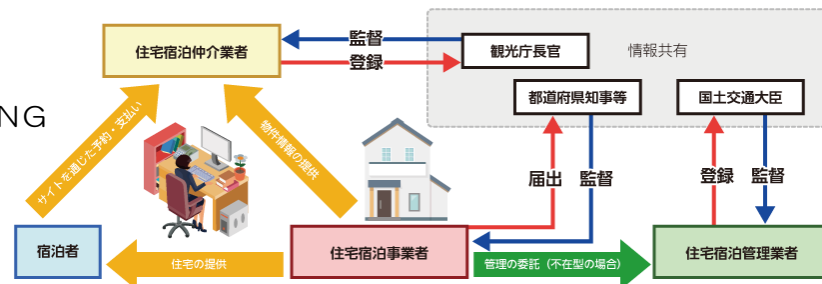 住宅宿泊仲介業者
監督
登録
観光庁長官
情報共有
都道府県知事等
国土交通大臣
NG
サイトを通じた予約・支払い
物件情報の提供
届出
監督
登録
監督
宿泊者
住宅の提供
住宅宿泊事業者
管理の委託（不在型の場合）
住宅宿泊管理業者